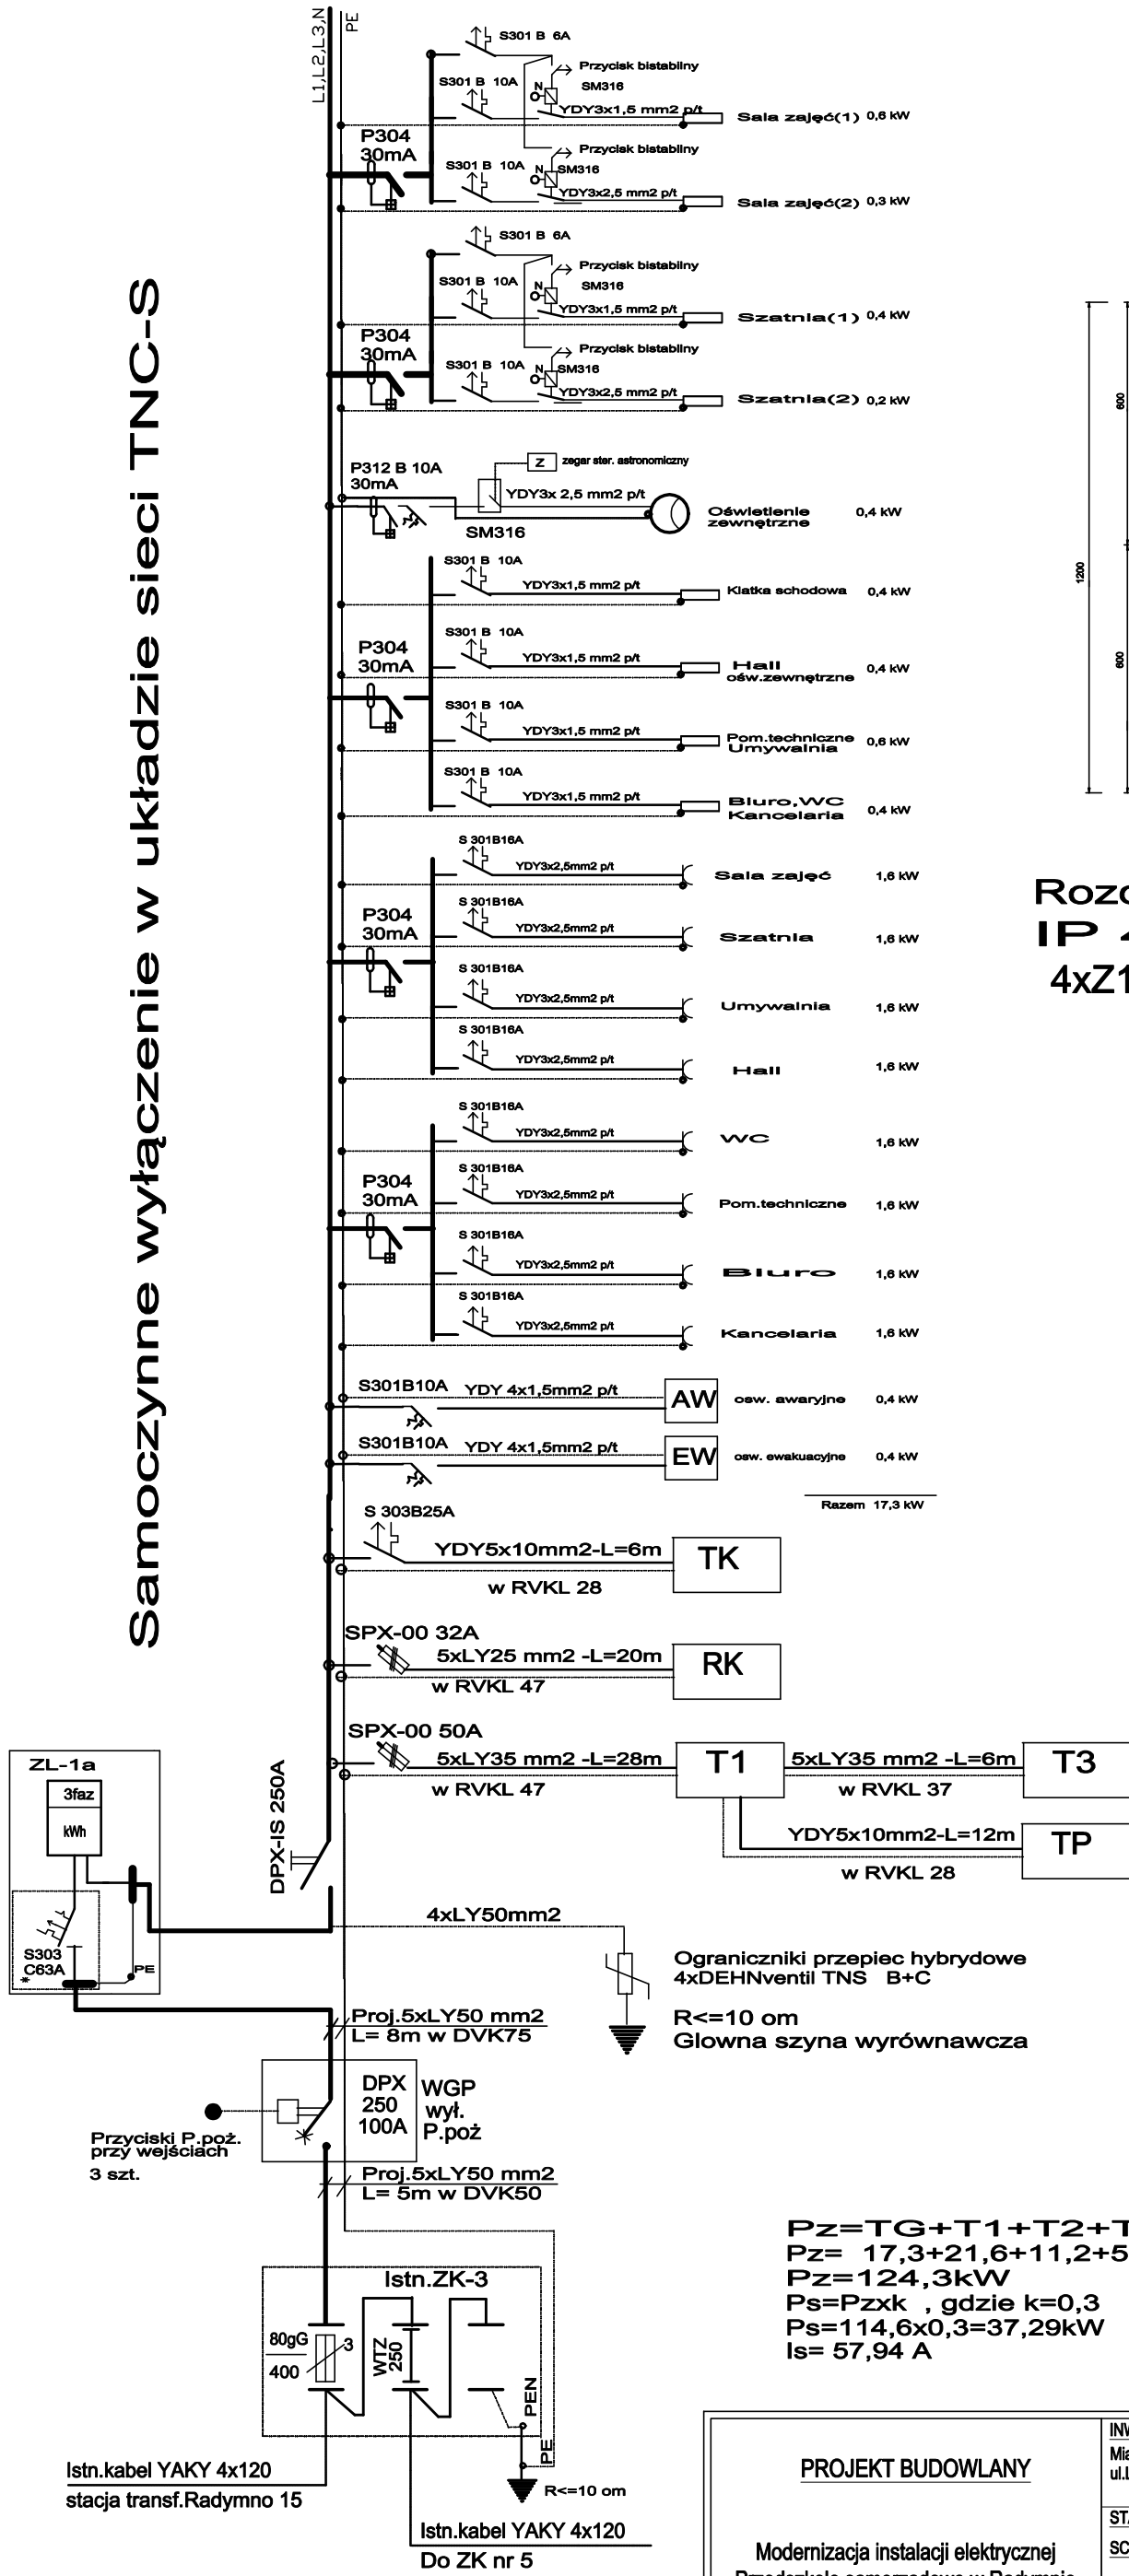 L1,L2,L3,N
PE
Samoczynne wyłączenie w układzie sieci TNC-S
S301 B 6A
Przycisk bistabilny
S301 B 10A
N
SM316
YDY3x1,5 mm2 p/t
Sala zajęć(1) 0,6 kW
P304
30mA
Przycisk bistabilny
S301 B 10A
N
SM316
YDY3x2,5 mm2 p/t
Sala zajęć(2) 0,3 kW
S301 B 6A
Przycisk bistabilny
S301 B 10A
N
SM316
YDY3x1,5 mm2 p/t
Szatnia(1) 0,4 kW
P304
30mA
Przycisk bistabilny
S301 B 10A
N
SM316
YDY3x2,5 mm2 p/t
Szatnia(2) 0,2 kW
600
1200
600
P312 B 10A
30mA
Z
zegar ster. astronomiczny
YDY3x 2,5 mm2 p/t
SM316
Oświetlenie
zewnętrzne
0,4 kW
S301 B 10A
YDY3x1,5 mm2 p/t
Klatka schodowa 0,4 kW
P304
30mA
S301 B 10A
YDY3x1,5 mm2 p/t
Hall
ośw.zewnętrzne
0,4 kW
S301 B 10A
YDY3x1,5 mm2 p/t
Pom.techniczne
Umywalnia
0,6 kW
S301 B 10A
YDY3x1,5 mm2 p/t
Biuro,WC
Kancelaria
0,4 kW
S 301B16A
YDY3x2,5mm2 p/t
Sala zajęć 1,6 kW
P304
30mA
S 301B16A
YDY3x2,5mm2 p/t
Szatnia 1,6 kW
S 301B16A
YDY3x2,5mm2 p/t
Umywalnia 1,6 kW
S 301B16A
YDY3x2,5mm2 p/t
Hall 1,6 kW
IP
4xZ1
S 301B16A
YDY3x2,5mm2 p/t
WC 1,6 kW
P304
30mA
S 301B16A
YDY3x2,5mm2 p/t
Pom.techniczne 1,6 kW
S 301B16A
YDY3x2,5mm2 p/t
Biuro 1,6 kW
S 301B16A
YDY3x2,5mm2 p/t
Kancelaria 1,6 kW
S301B10A
YDY 4x1,5mm2 p/t
AW
osw. awaryjne 0,4 kW
S301B10A
YDY 4x1,5mm2 p/t
EW
osw. ewakuacyjne 0,4 kW
Razem 17,3 kW
S 303B25A
YDY5x10mm2-L=6m
w RVKL 28
TK
SPX-00 32A
5xLY25 mm2 -L=20m
w RVKL 47
RK
SPX-00 50A
5xLY35 mm2 -L=28m
w RVKL 47
T1
5xLY35 mm2 -L=6m
w RVKL 37
T3
YDY5x10mm2-L=12m
w RVKL 28
TP
DPX-IS 250A
ZL-1a
3faz
kWh
S303
C63A
*
PE
4xLY50mm2
Ograniczniki przepiec hybrydowe
4xDEHNventil TNS B+C
R<=10 om
Glowna szyna wyrównawcza
Proj.5xLY50 mm2
L= 8m w DVK75
DPX
250
100A
WGP
wył.
P.poż
Przyciski P.poż.
przy wejściach
3 szt.
Proj.5xLY50 mm2
L= 5m w DVK50
Pz=TG+T1+T2+T
Pz= 17,3+21,6+11,2+5
Pz=124,3kW
Ps=Pzxk , gdzie k=0,3
Ps=114,6x0,3=37,29kW
Is= 57,94 A
Istn.ZK-3
80gG
400
3
WTZ
250
PEN
PE
R<=10 om
Istn.kabel YAKY 4x120
stacja transf.Radymno 15
Istn.kabel YAKY 4x120
Do ZK nr 5
PROJEKT BUDOWLANY
Modernizacja instalacji elektrycznej
Przedszkole samorządowe w Radymnie